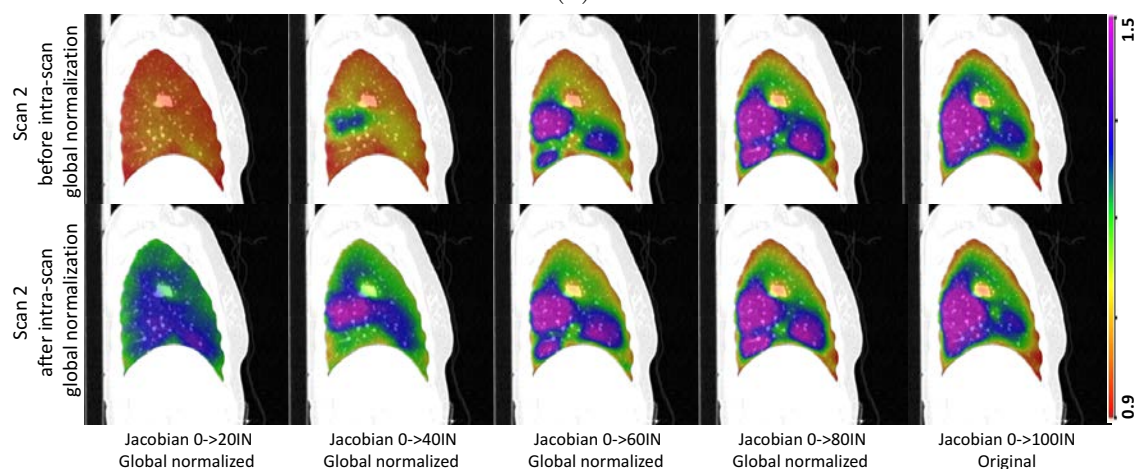 Scan 2
before intra-scan
global normalization
Scan 2
after intra-scan
global normalization
1.5
0.9
Jacobian 0->20IN
Global normalized
Jacobian 0->40IN
Global normalized
Jacobian 0->60IN
Global normalized
Jacobian 0->80IN
Global normalized
Jacobian 0->100IN
Original